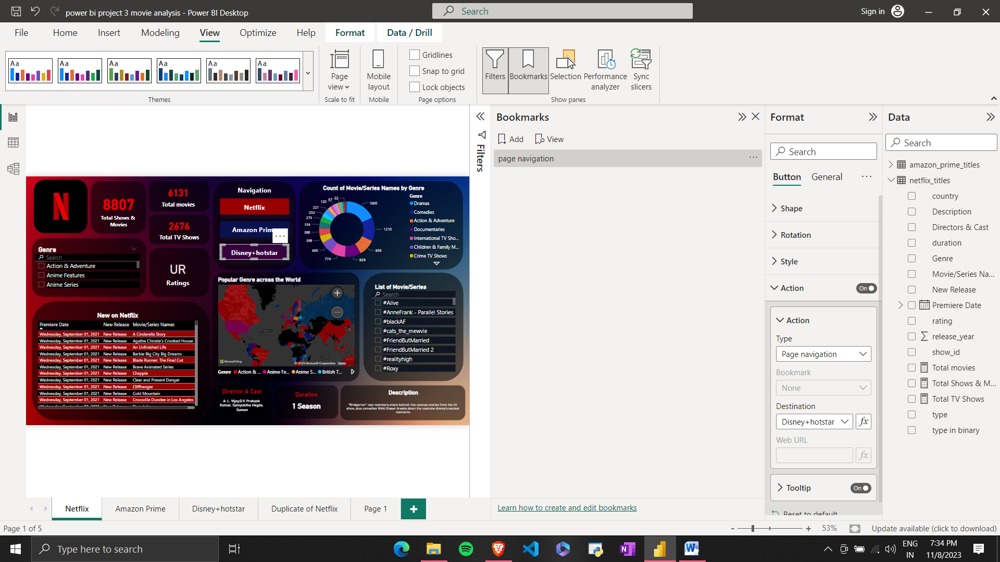 power bi project 3 movie analysis - Power BI Desktop
Search
Sign in
File
Home
Insert
Modeling
View
Optimize
Help
Format
Data / Drill
Aa
Aa
Aa
Aa
Aa
Aa
Themes
Page view
Scale to fit
Mobile layout
Mobile
Gridlines
Snap to grid
Lock objects
Page options
Filters
Bookmarks
Selection
Performance analyzer
Sync slicers
Show panes
N
8807
Total Shows & Movies
6131
Total movies
2676
Total TV Shows
UR
Ratings
Genre
Search
Action & Adventure
Anime Features
Anime Series
New on Netflix
Premiere Date New Release Movie/Series Names
Wednesday, September 01, 2021 New Release A Cinderella Story
Wednesday, September 01, 2021 New Release Agatha Christie's Crooked House
Wednesday, September 01, 2021 New Release An Unfinished Life
Wednesday, September 01, 2021 New Release Barbie Big City Big Dreams
Wednesday, September 01, 2021 New Release Blade Runner: The Final Cut
Wednesday, September 01, 2021 New Release Brave Animated Series
Wednesday, September 01, 2021 New Release Chappie
Wednesday, September 01, 2021 New Release Clear and Present Danger
Wednesday, September 01, 2021 New Release Cliffhanger
Wednesday, September 01, 2021 New Release Cold Mountain
Wednesday, September 01, 2021 New Release Crocodile Dundee in Los Angeles
Navigation
Netflix
Amazon Prim
Disney+hotstar
Count of Movie/Series Names by Genre
1600
1210
859
829
774
605
399
388
334
275
253
221
120
67
22
Genre
Dramas
Comedies
Action & Adventure
Documentaries
International TV Sho...
Children & Family M...
Crime TV Shows
Popular Genre across the World
NORTH AMERICA
Atlantic Ocean
AFRICA
SOUTH AMERICA
AUST
Microsoft Bing
© 2023 Microsoft Corporation Terms
Genre Action & ... Anime Fe... Anime S... British T...
List of Movie/Series
Search
#Alive
#AnneFrank - Parallel Stories
#blackAF
#cats_the_mewvie
#FriendButMarried
#FriendButMarried 2
#realityhigh
#Roxy
Director & Cast
A. L. Vijay,G.V. Prakash
Kumar, Samyuktha Hegde,
Suman
Duration
1 Season
Description
"Bridgerton" cast members share behind-the-scenes stories from the hit
show, plus comedian Nikki Glaser breaks down the costume drama's sexiest
moments.
Filters
Bookmarks
Add
View
page navigation
Learn how to create and edit bookmarks
Format
Search
Button
General
Shape
Rotation
Style
Action
On
Action
Type
Page navigation
Bookmark
None
Destination
Disney+hotstar
fx
Web URL
fx
Tooltip
On
Reset to default
Data
Search
amazon_prime_titles
netflix_titles
country
Description
Directors & Cast
duration
Genre
Movie/Series Na...
New Release
Premiere Date
rating
release_year
show_id
Total movies
Total Shows & M...
Total TV Shows
type
type in binary
Netflix
Amazon Prime
Disney+hotstar
Duplicate of Netflix
Page 1
Page 1 of 5
53%
Update available (click to download)
Type here to search
ENG
IN
7:34 PM
11/8/2023